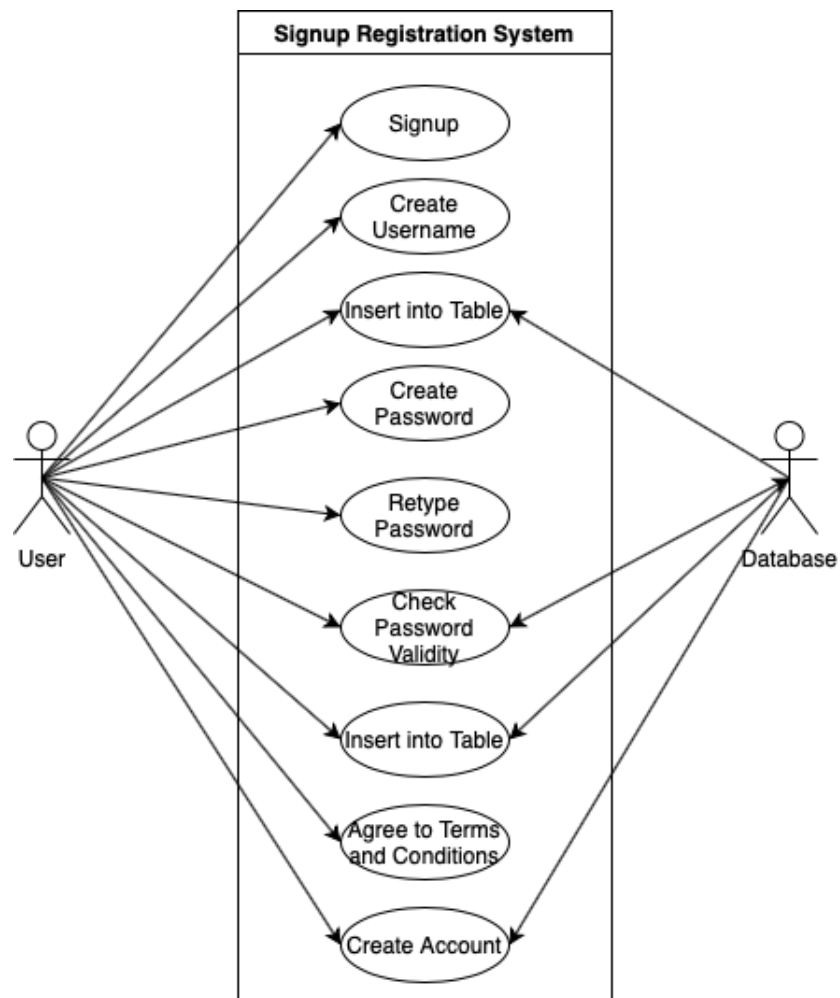 Signup Registration System
Signup
Create
Username
Insert into Table
Create
Password
Retype
Password
User
Database
Check
Password
Validity
Insert into Table
Agree to Terms
and Conditions
Create Account